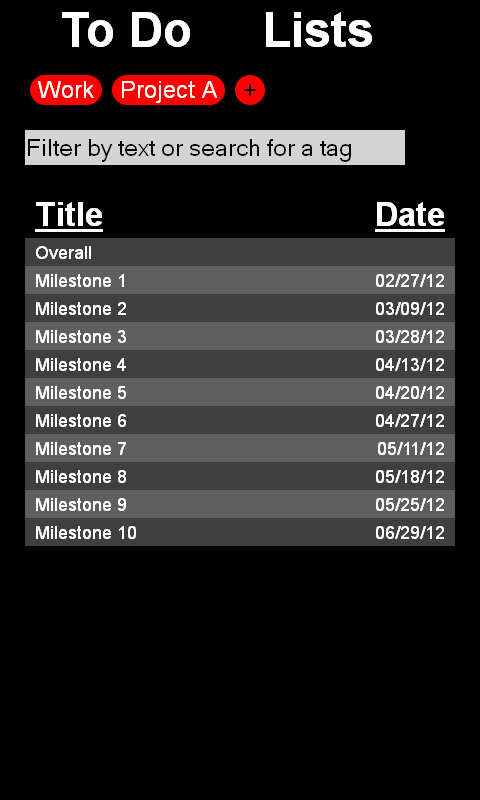 To Do Lists
Work Project A +
Filter by text or search for a tag
Title Date
Overall
Milestone 1 02/27/12
Milestone 2 03/09/12
Milestone 3 03/28/12
Milestone 4 04/13/12
Milestone 5 04/20/12
Milestone 6 04/27/12
Milestone 7 05/11/12
Milestone 8 05/18/12
Milestone 9 05/25/12
Milestone 10 06/29/12